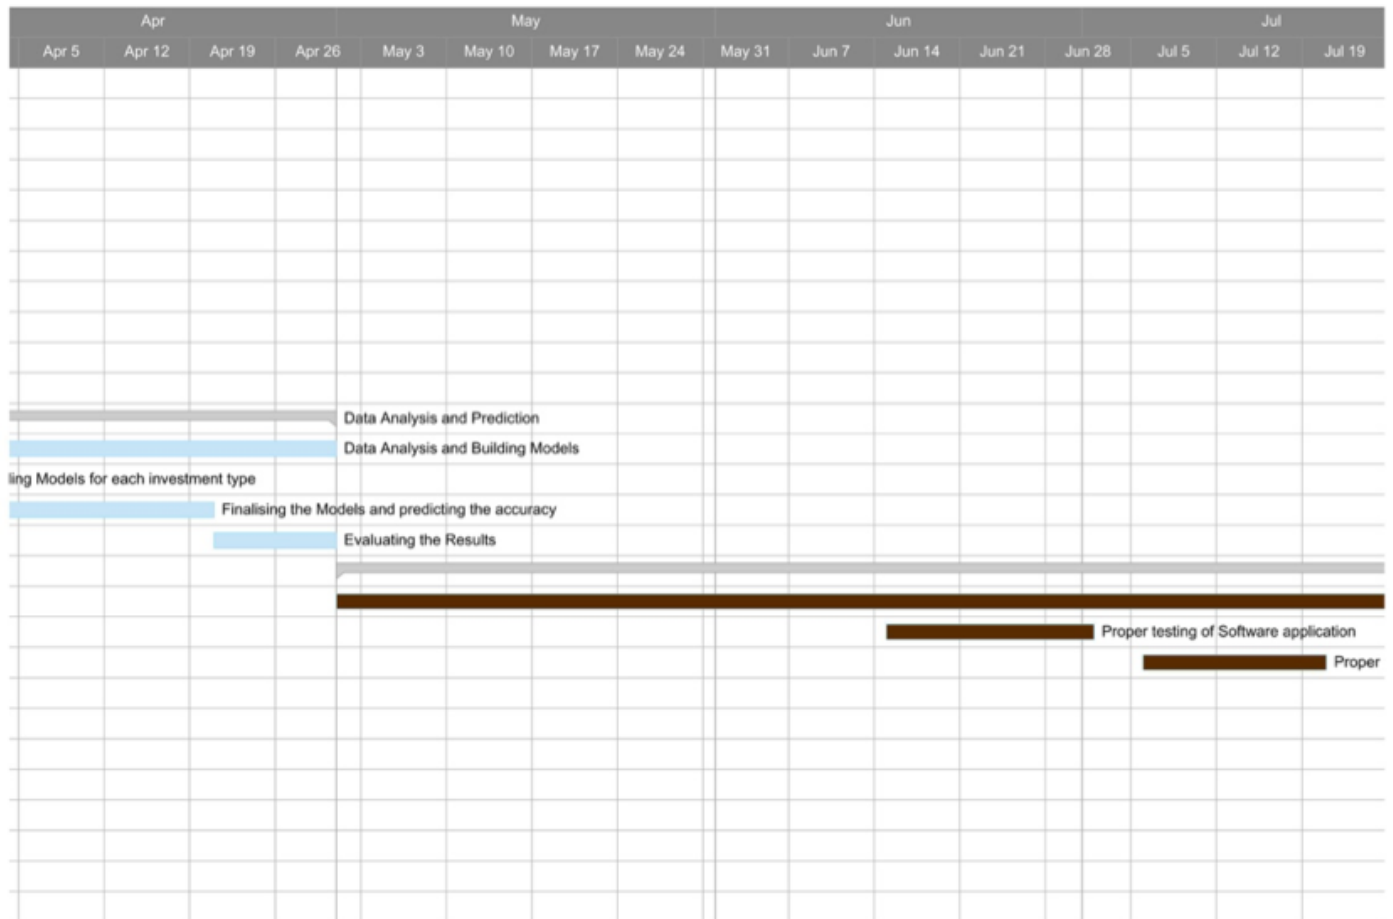 Apr May Jun Jul
Apr 5 Apr 12 Apr 19 Apr 26 May 3 May 10 May 17 May 24 May 31 Jun 7 Jun 14 Jun 21 Jun 28 Jul 5 Jul 12 Jul 19
Data Analysis and Prediction
Data Analysis and Building Models
ling Models for each investment type
Finalising the Models and predicting the accuracy
Evaluating the Results
Proper testing of Software application
Proper